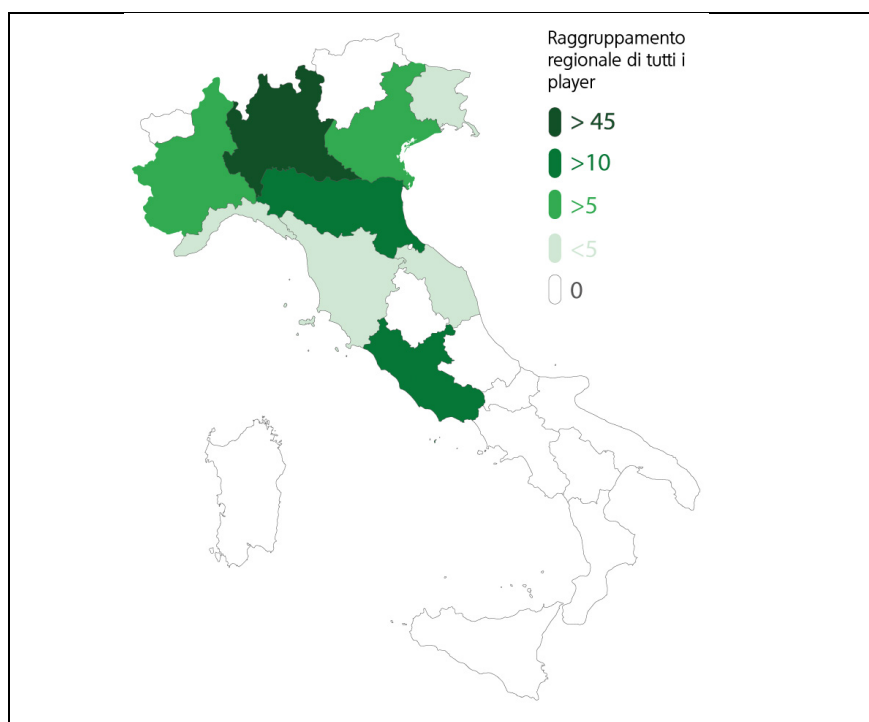 Raggruppamento
regionale di tutti i
player
> 45
>10
>5
<5
0